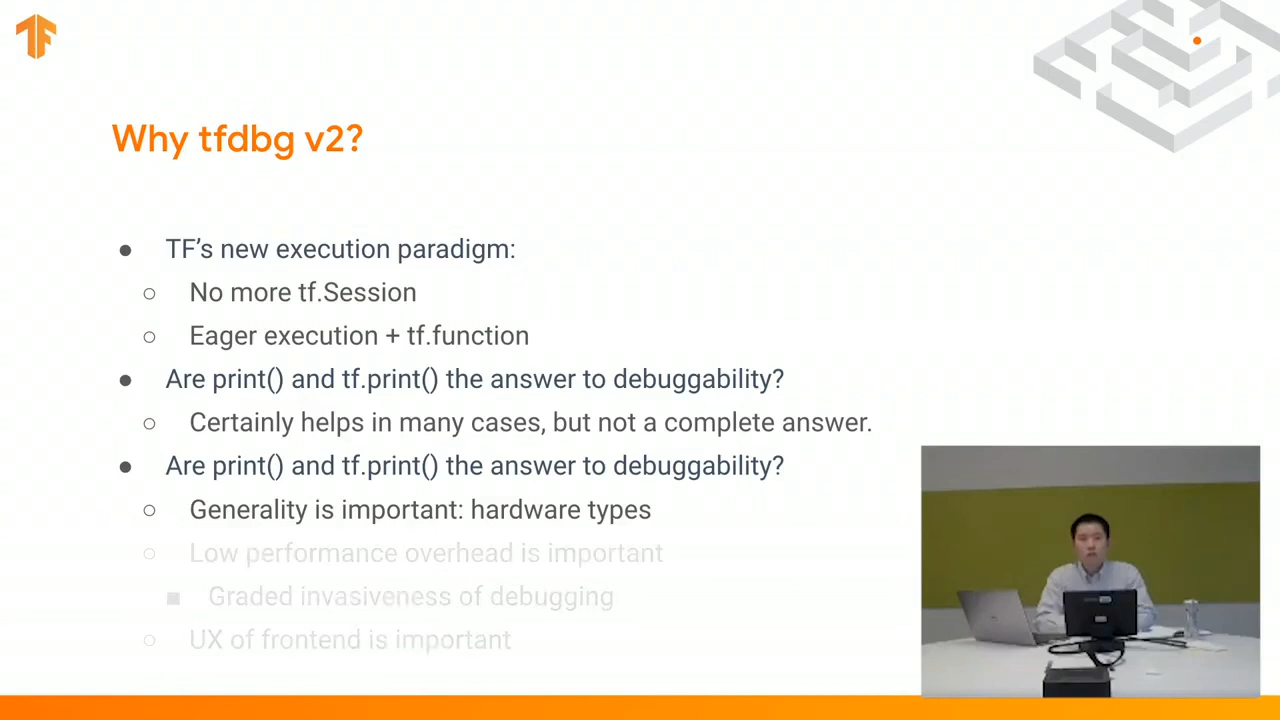 Why tfdbg v2?
● TF’s new execution paradigm:
○ No more tf.Session
○ Eager execution + tf.function
● Are print() and tf.print() the answer to debuggability?
○ Certainly helps in many cases, but not a complete answer.
● Are print() and tf.print() the answer to debuggability?
○ Generality is important: hardware types
○ Low performance overhead is important
■ Graded invasiveness of debugging
○ UX of frontend is important